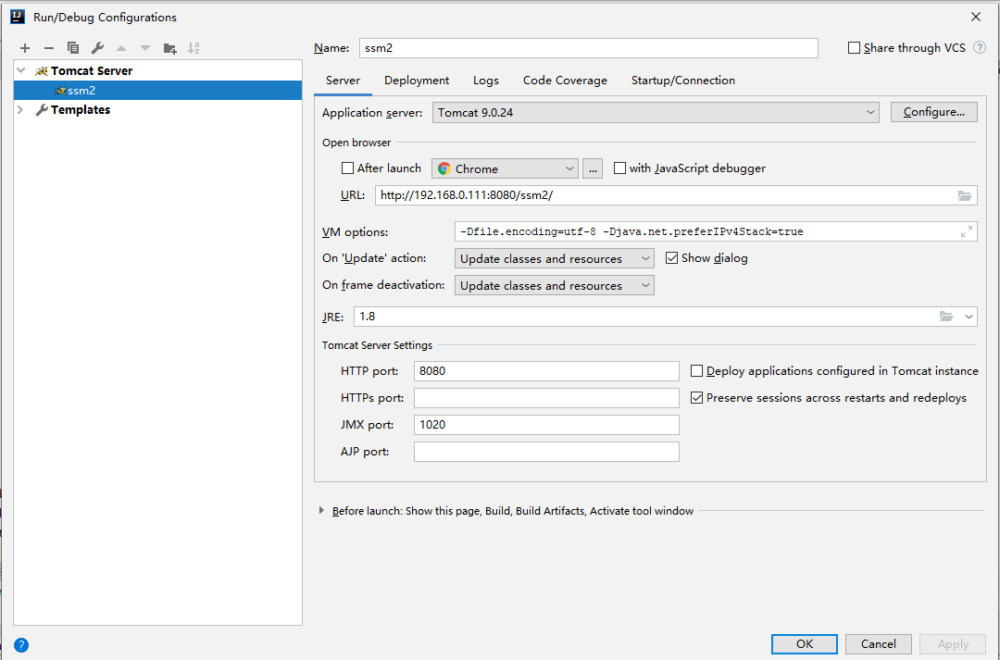 Run/Debug Configurations
Name: ssm2
Share through VCS ?
Tomcat Server
ssm2
Templates
Server Deployment Logs Code Coverage Startup/Connection
Application server: Tomcat 9.0.24 Configure...
Open browser
After launch Chrome ... with JavaScript debugger
URL: http://192.168.0.111:8080/ssm2/
VM options: -Dfile.encoding=utf-8 -Djava.net.preferIPv4Stack=true
On 'Update' action: Update classes and resources Show dialog
On frame deactivation: Update classes and resources
JRE: 1.8
Tomcat Server Settings
HTTP port: 8080 Deploy applications configured in Tomcat instance
HTTPs port: Preserve sessions across restarts and redeploys
JMX port: 1020
AJP port:
Before launch: Show this page, Build, Build Artifacts, Activate tool window
? OK Cancel Apply